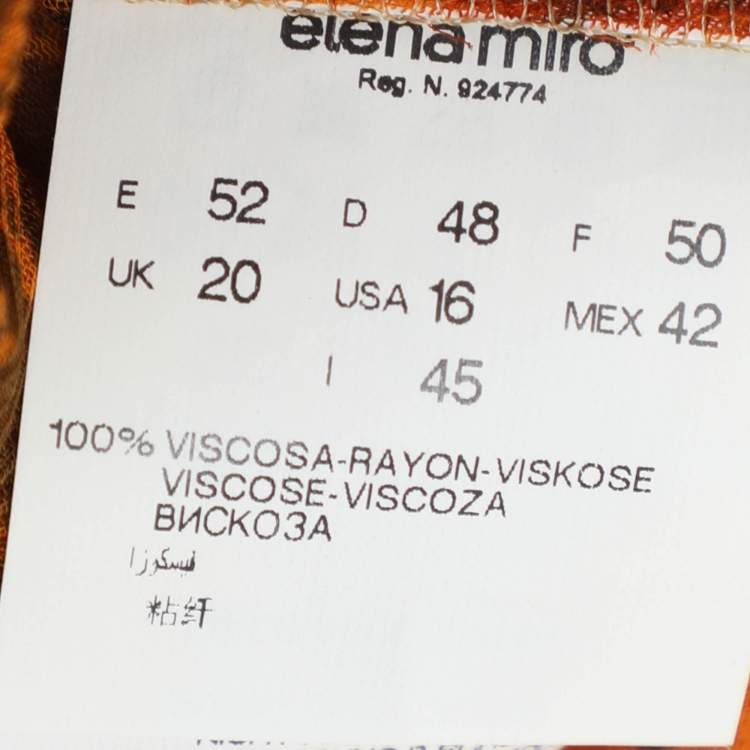 elena mirò
Reg. N. 924774
E 52 D 48 F 50
UK 20 USA 16 MEX 42
I 45
100% VISCOSA-RAYON-VISKOSE
VISCOSE-VISCOZA
ВИСКОЗА
فيسكوزا
粘纤